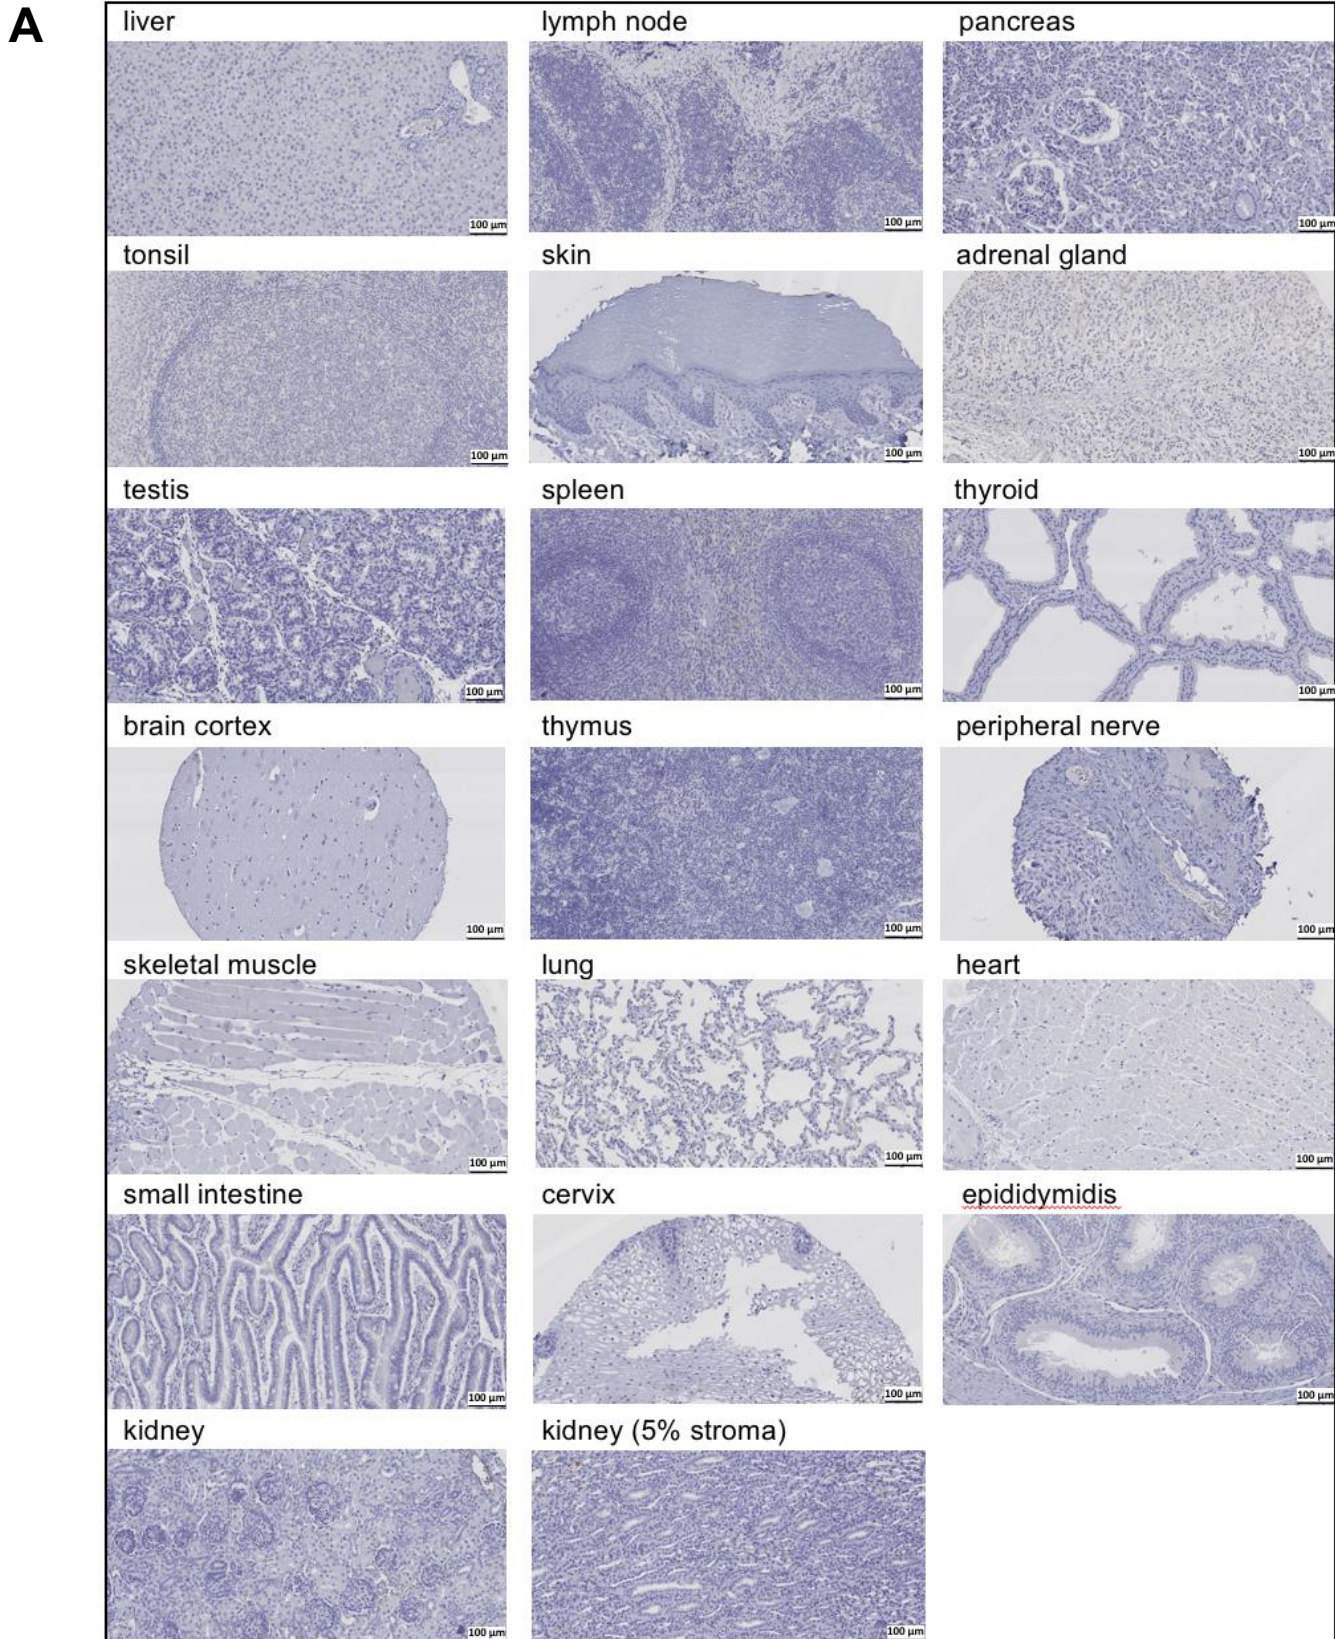 A
liver lymph node pancreas
100 µm 100 µm 100 µm
tonsil skin adrenal gland
100 µm 100 µm 100 µm
testis spleen thyroid
100 µm 100 µm 100 µm
brain cortex thymus peripheral nerve
100 µm 100 µm 100 µm
skeletal muscle lung heart
100 µm 100 µm 100 µm
small intestine cervix epididymidis
100 µm 100 µm 100 µm
kidney kidney (5% stroma)
100 µm 100 µm